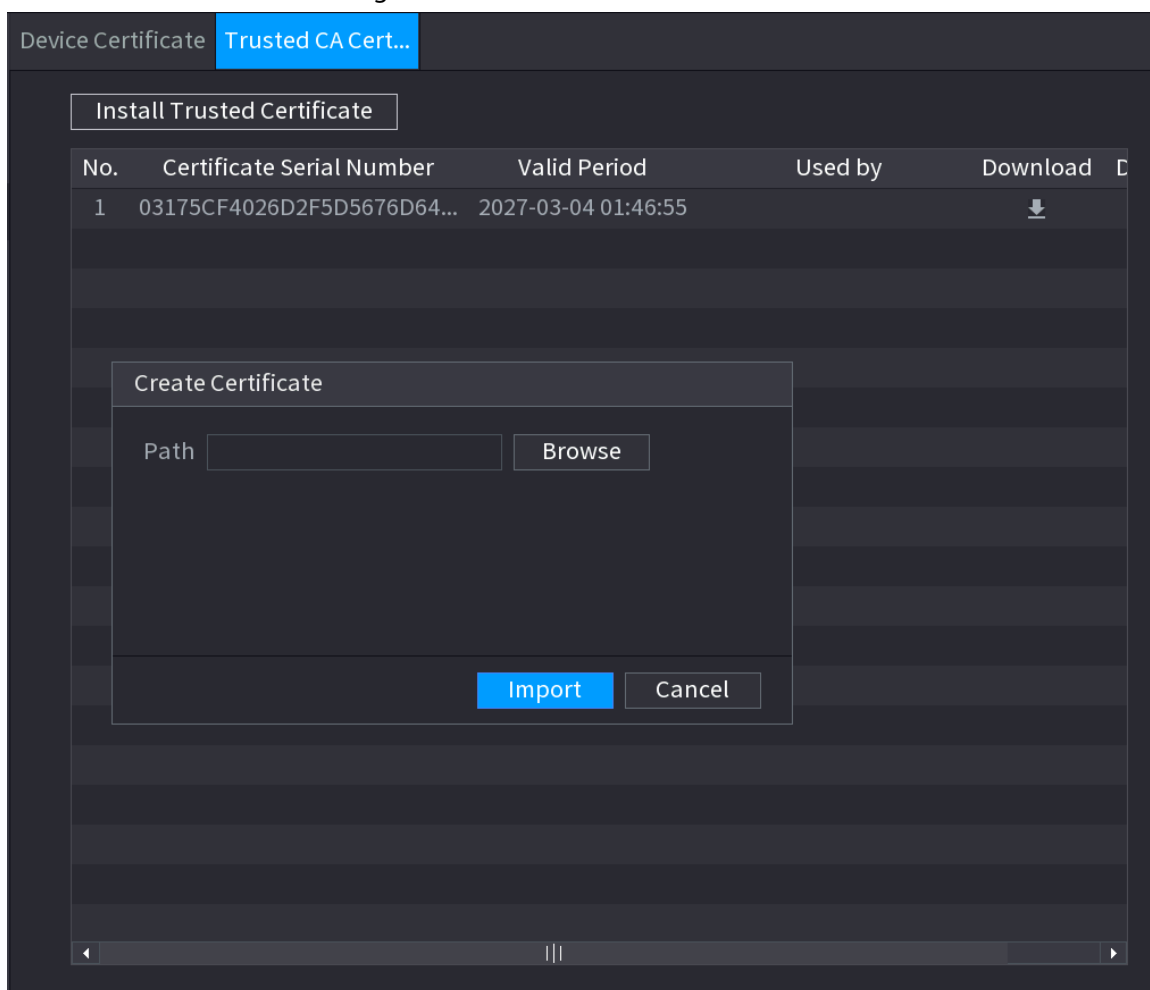 Device Certificate Trusted CA Cert...
Install Trusted Certificate
No. Certificate Serial Number Valid Period Used by Download D
1 03175CF4026D2F5D5676D64... 2027-03-04 01:46:55
Create Certificate
Path Browse
Import Cancel